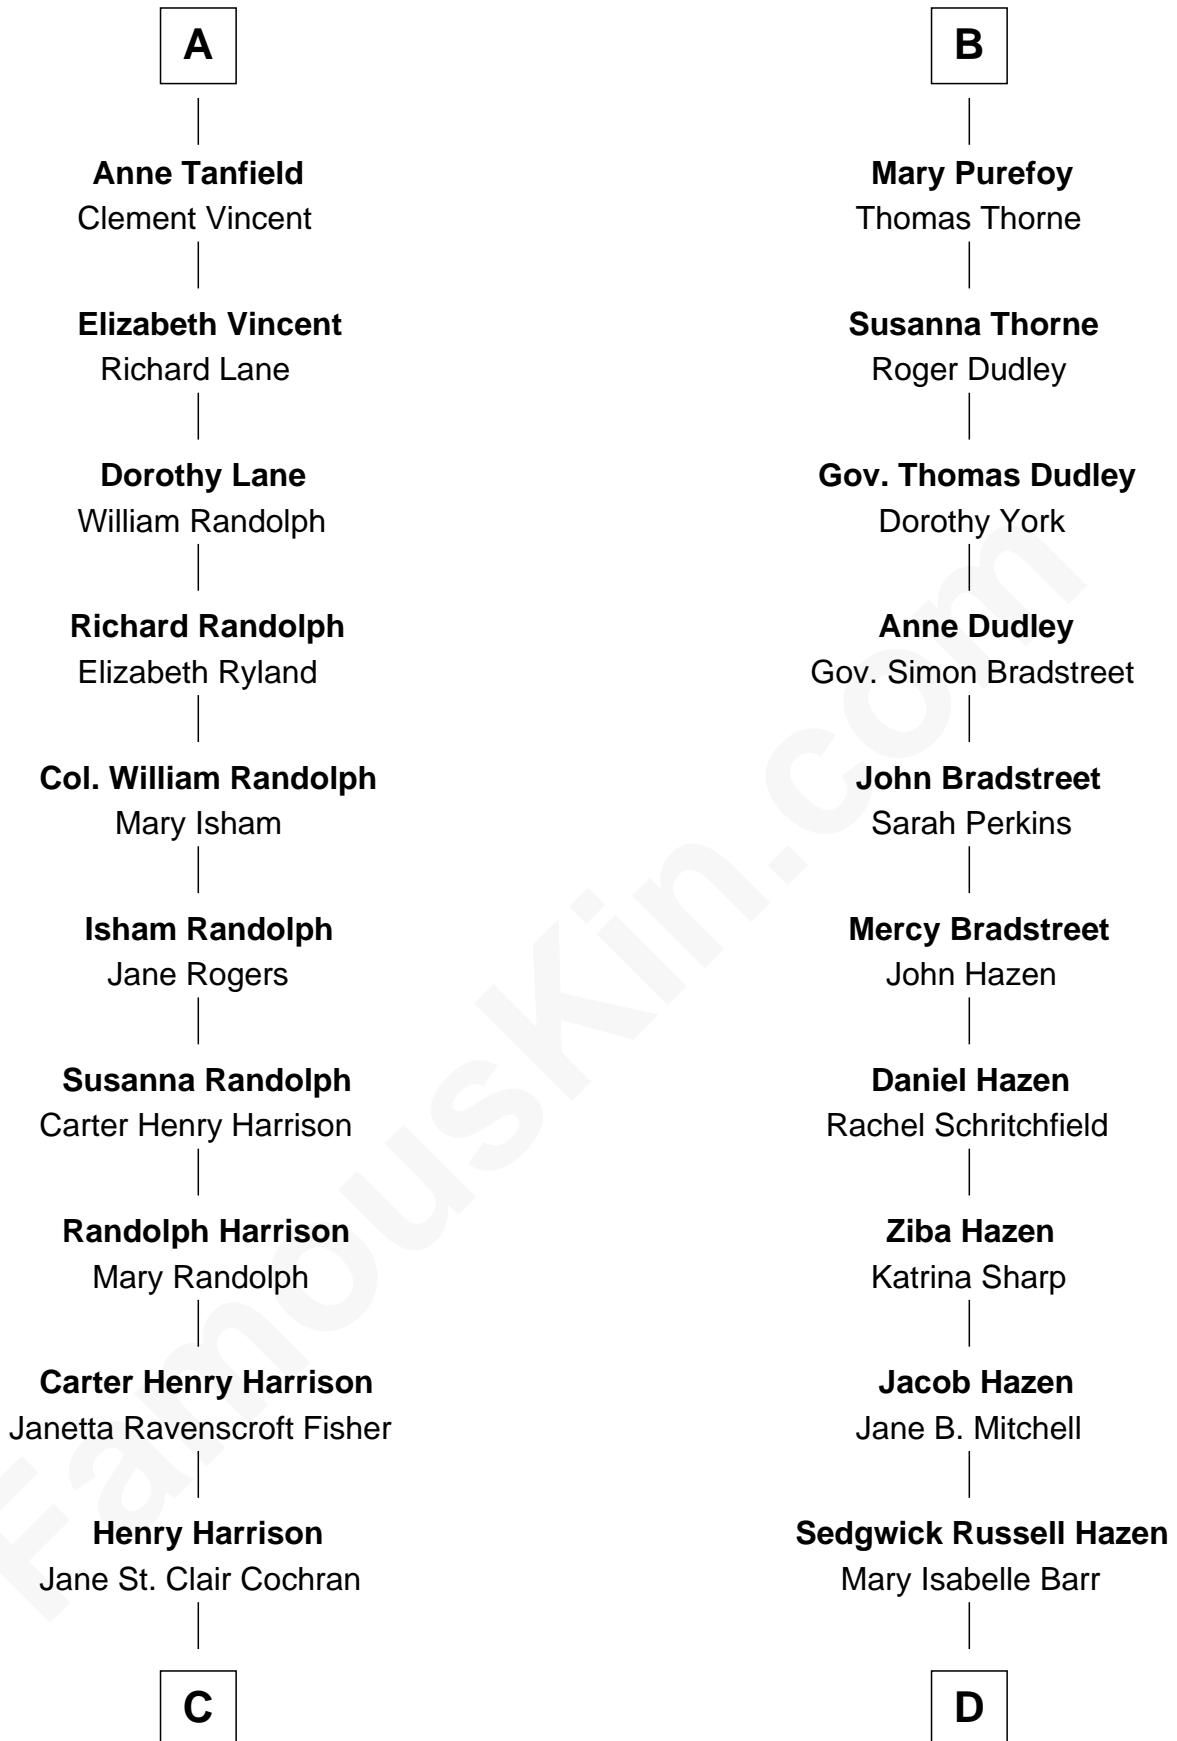 A
Anne Tanfield
Clement Vincent
Elizabeth Vincent
Richard Lane
Dorothy Lane
William Randolph
Richard Randolph
Elizabeth Ryland
Col. William Randolph
Mary Isham
Isham Randolph
Jane Rogers
Susanna Randolph
Carter Henry Harrison
Randolph Harrison
Mary Randolph
Carter Henry Harrison
Janetta Ravenscroft Fisher
Henry Harrison
Jane St. Clair Cochran
C
B
Mary Purefoy
Thomas Thorne
Susanna Thorne
Roger Dudley
Gov. Thomas Dudley
Dorothy York
Anne Dudley
Gov. Simon Bradstreet
John Bradstreet
Sarah Perkins
Mercy Bradstreet
John Hazen
Daniel Hazen
Rachel Schritchfield
Ziba Hazen
Katrina Sharp
Jacob Hazen
Jane B. Mitchell
Sedgwick Russell Hazen
Mary Isabelle Barr
D
FamousKin.com